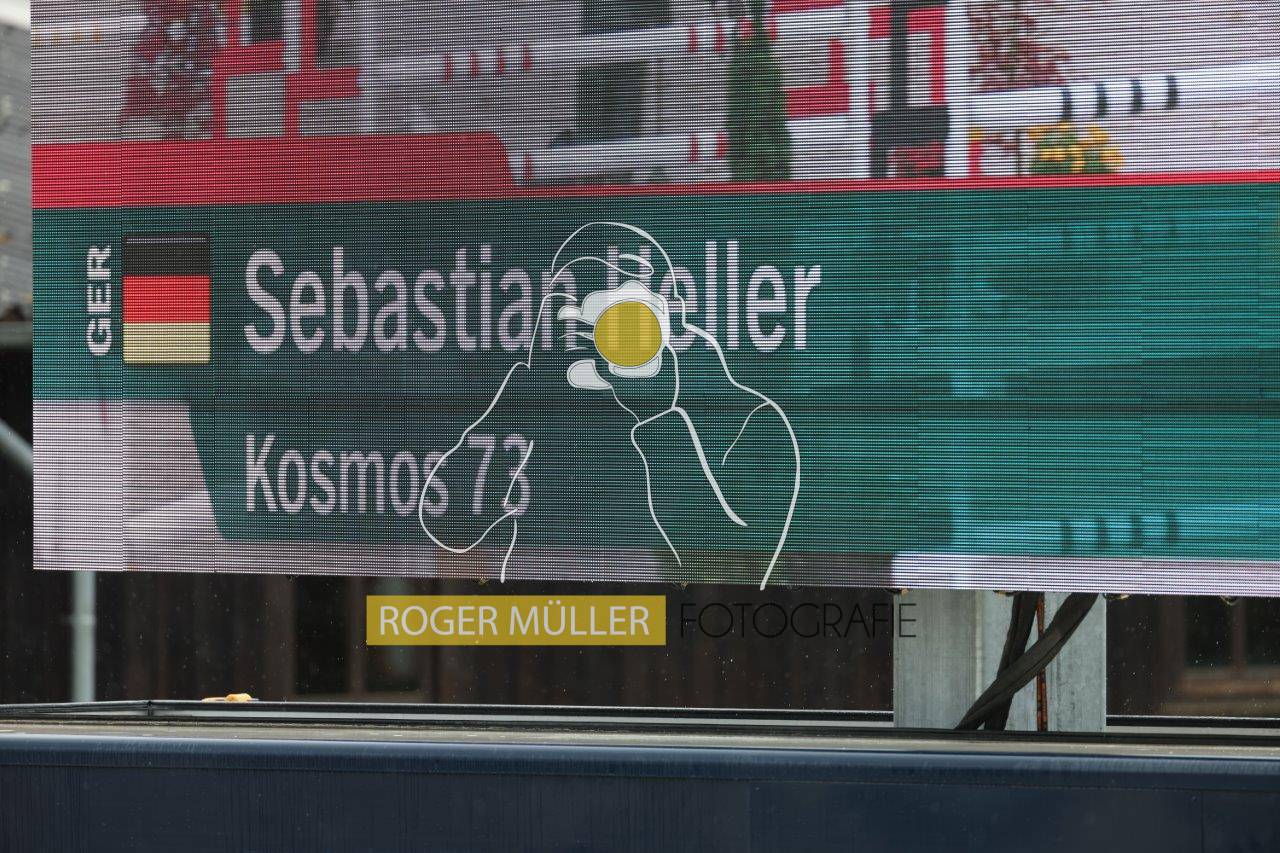 GER
Sebastian Heller
Kosmos 73
ROGER MÜLLER FOTOGRAFIE